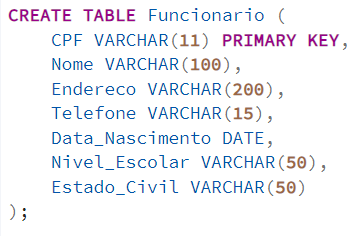 CREATE TABLE Funcionario (
CPF VARCHAR(11) PRIMARY KEY,
Nome VARCHAR(100),
Endereco VARCHAR(200),
Telefone VARCHAR(15),
Data_Nascimento DATE,
Nivel_Escolar VARCHAR(50),
Estado_Civil VARCHAR(50)
);